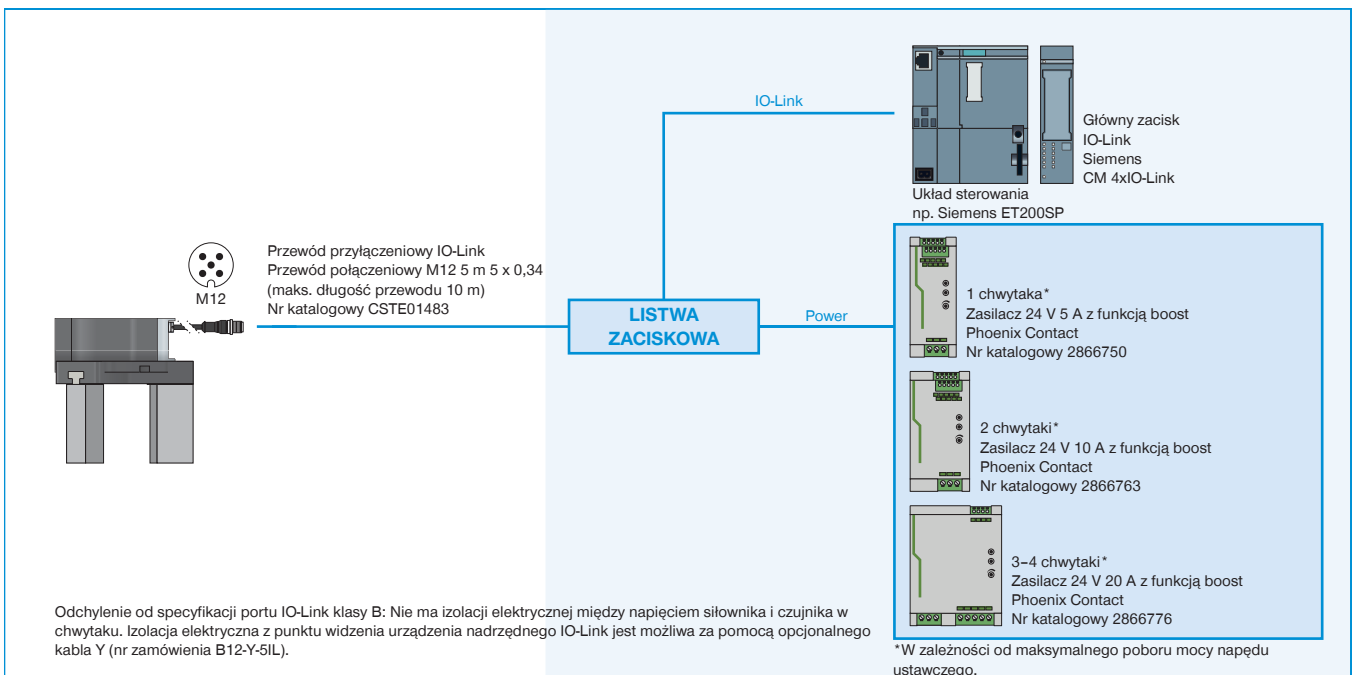 IO-Link
Główny zacisk
IO-Link
Siemens
CM 4xIO-Link
Układ sterowania
np. Siemens ET200SP
M12
Przewód przyłączeniowy IO-Link
Przewód połączeniowy M12 5 m 5 x 0,34
(maks. długość przewodu 10 m)
Nr katalogowy CSTE01483
LISTWA
ZACISKOWA
Power
1 chwytaka*
Zasilacz 24 V 5 A z funkcją boost
Phoenix Contact
Nr katalogowy 2866750
2 chwytaki*
Zasilacz 24 V 10 A z funkcją boost
Phoenix Contact
Nr katalogowy 2866763
3–4 chwytaki*
Zasilacz 24 V 20 A z funkcją boost
Phoenix Contact
Nr katalogowy 2866776
Odchylenie od specyfikacji portu IO-Link klasy B: Nie ma izolacji elektrycznej między napięciem siłownika i czujnika w
chwytaku. Izolacja elektryczna z punktu widzenia urządzenia nadrzędnego IO-Link jest możliwa za pomocą opcjonalnego
kabla Y (nr zamówienia B12-Y-5IL).
*W zależności od maksymalnego poboru mocy napędu
ustawczego.